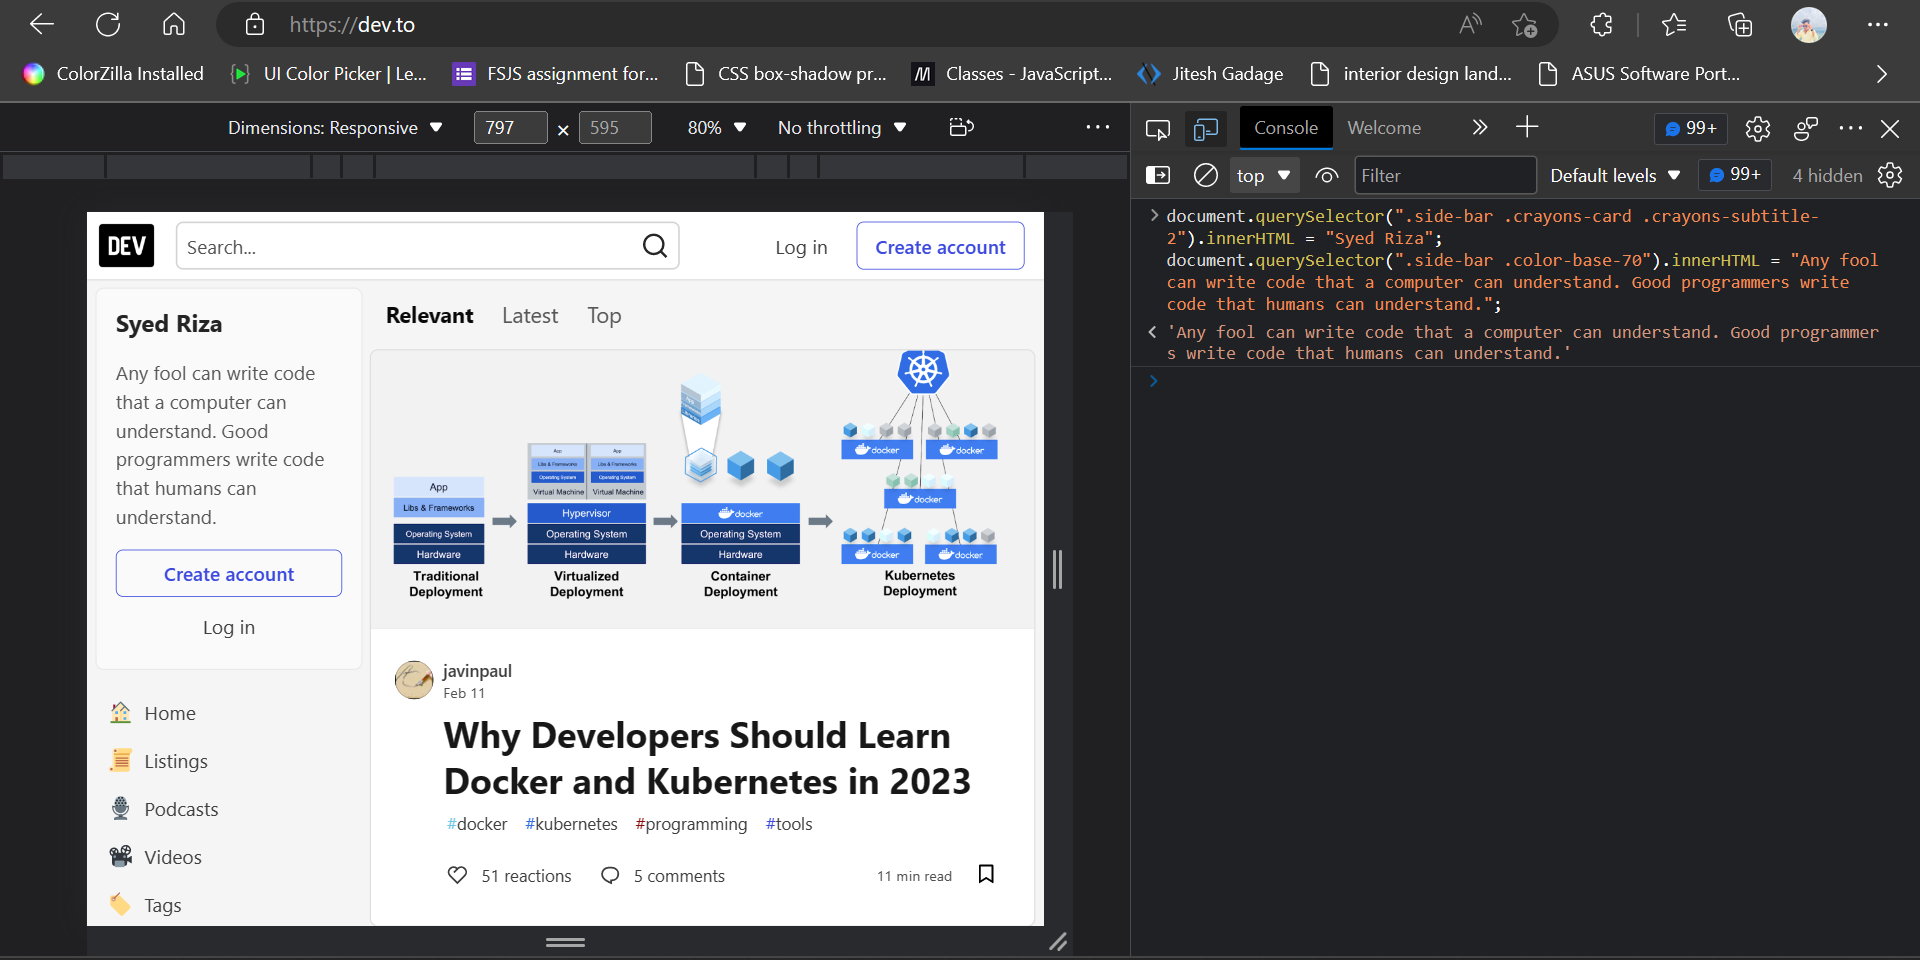 https://dev.to
ColorZilla Installed
UI Color Picker | Le...
FSJS assignment for...
CSS box-shadow pr...
Classes - JavaScript...
Jitesh Gadage
interior design land...
ASUS Software Port...
Dimensions: Responsive
797
×
595
80%
No throttling
Console
Welcome
99+
top
Filter
Default levels
99+
4 hidden
DEV
Search...
Log in
Create account
Syed Riza
Any fool can write code
that a computer can
understand. Good
programmers write code
that humans can
understand.
Create account
Log in
Home
Listings
Podcasts
Videos
Tags
Relevant
Latest
Top
App
Libs & Frameworks
Operating System
Hardware
Traditional
Deployment
App
App
Libs & Frameworks
Libs & Frameworks
Operating System
Operating System
Virtual Machine
Virtual Machine
Hypervisor
Operating System
Hardware
Virtualized
Deployment
docker
Operating System
Hardware
Container
Deployment
docker
docker
docker
docker
docker
Kubernetes
Deployment
javinpaul
Feb 11
Why Developers Should Learn
Docker and Kubernetes in 2023
#docker #kubernetes #programming #tools
51 reactions
5 comments
11 min read
document.querySelector(".side-bar .crayons-card .crayons-subtitle-
2").innerHTML = "Syed Riza";
document.querySelector(".side-bar .color-base-70").innerHTML = "Any fool
can write code that a computer can understand. Good programmers write
code that humans can understand.";
'Any fool can write code that a computer can understand. Good programmer
s write code that humans can understand.'